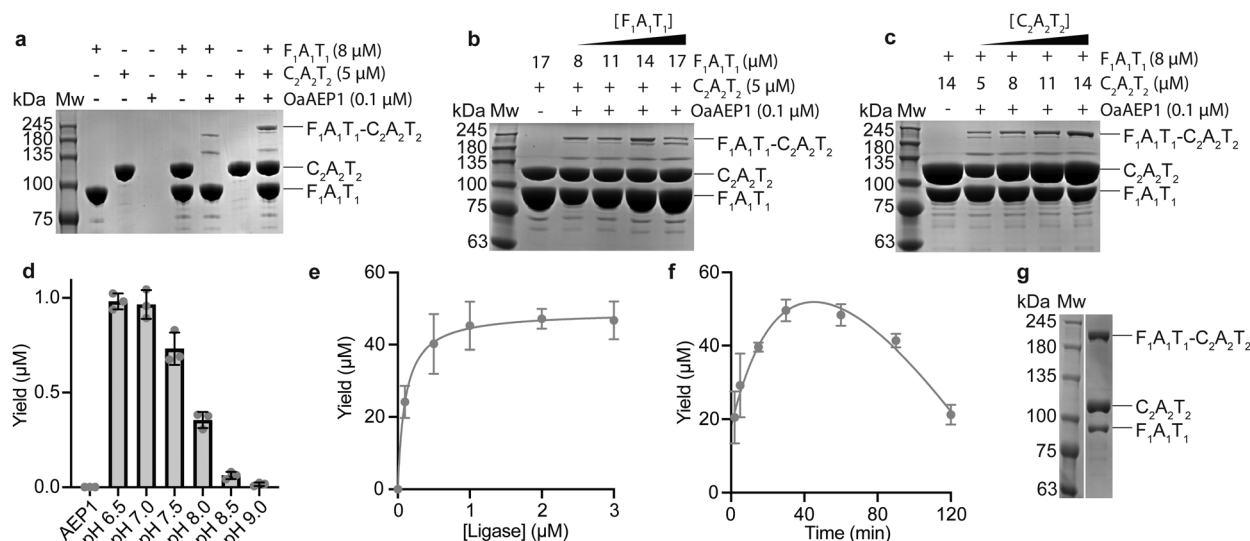 a
+ - - + + - + F₁A₁T₁ (8 µM)
- + - + - + + C₂A₂T₂ (5 µM)
- - + - + + + OaAEP1 (0.1 µM)
kDa Mw
245
180
135
100
75
F₁A₁T₁-C₂A₂T₂
C₂A₂T₂
F₁A₁T₁
b
[F₁A₁T₁]
17 8 11 14 17 F₁A₁T₁ (µM)
+ + + + + C₂A₂T₂ (5 µM)
- + + + + OaAEP1 (0.1 µM)
kDa Mw
245
180
135
100
75
63
F₁A₁T₁-C₂A₂T₂
C₂A₂T₂
F₁A₁T₁
c
[C₂A₂T₂]
+ + + + + F₁A₁T₁ (8 µM)
14 5 8 11 14 C₂A₂T₂ (µM)
- + + + + OaAEP1 (0.1 µM)
kDa Mw
245
180
135
100
75
63
F₁A₁T₁-C₂A₂T₂
C₂A₂T₂
F₁A₁T₁
d
Yield (µM)
1.0
0.5
0.0
AEP1
pH 6.5
pH 7.0
pH 7.5
pH 8.0
pH 8.5
pH 9.0
e
Yield (µM)
60
40
20
0
0 1 2 3
[Ligase] (µM)
f
Yield (µM)
60
40
20
0
0 40 80 120
Time (min)
g
kDa Mw
245
180
135
100
75
63
F₁A₁T₁-C₂A₂T₂
C₂A₂T₂
F₁A₁T₁